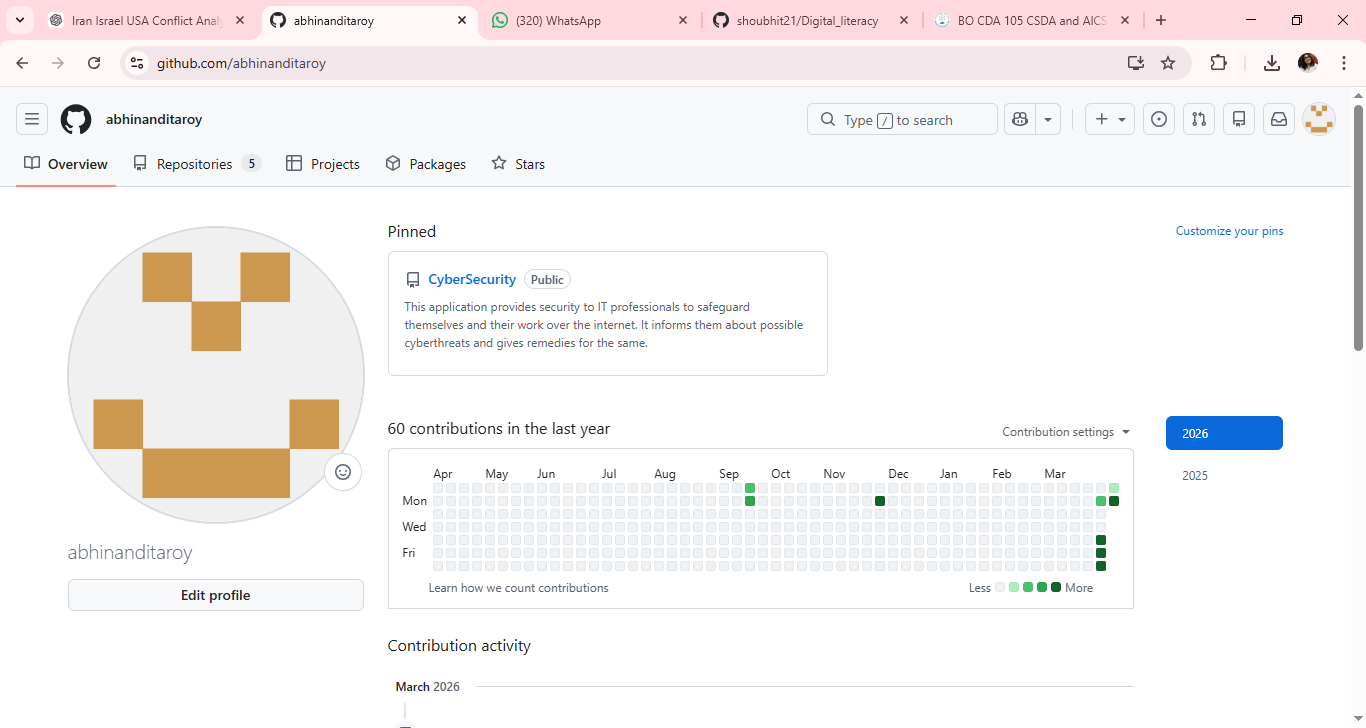 Iran Israel USA Conflict Analy
abhinanditaroy
(320) WhatsApp
shoubhit21/Digital_literacy
BO CDA 105 CSDA and AICS
github.com/abhinanditaroy
abhinanditaroy
Type / to search
Overview
Repositories 5
Projects
Packages
Stars
Pinned
Customize your pins
CyberSecurity Public
This application provides security to IT professionals to safeguard
themselves and their work over the internet. It informs them about possible
cyberthreats and gives remedies for the same.
60 contributions in the last year
Contribution settings
2026
2025
Apr May Jun Jul Aug Sep Oct Nov Dec Jan Feb Mar
Mon
Wed
Fri
Learn how we count contributions
Less More
abhinanditaroy
Edit profile
Contribution activity
March 2026